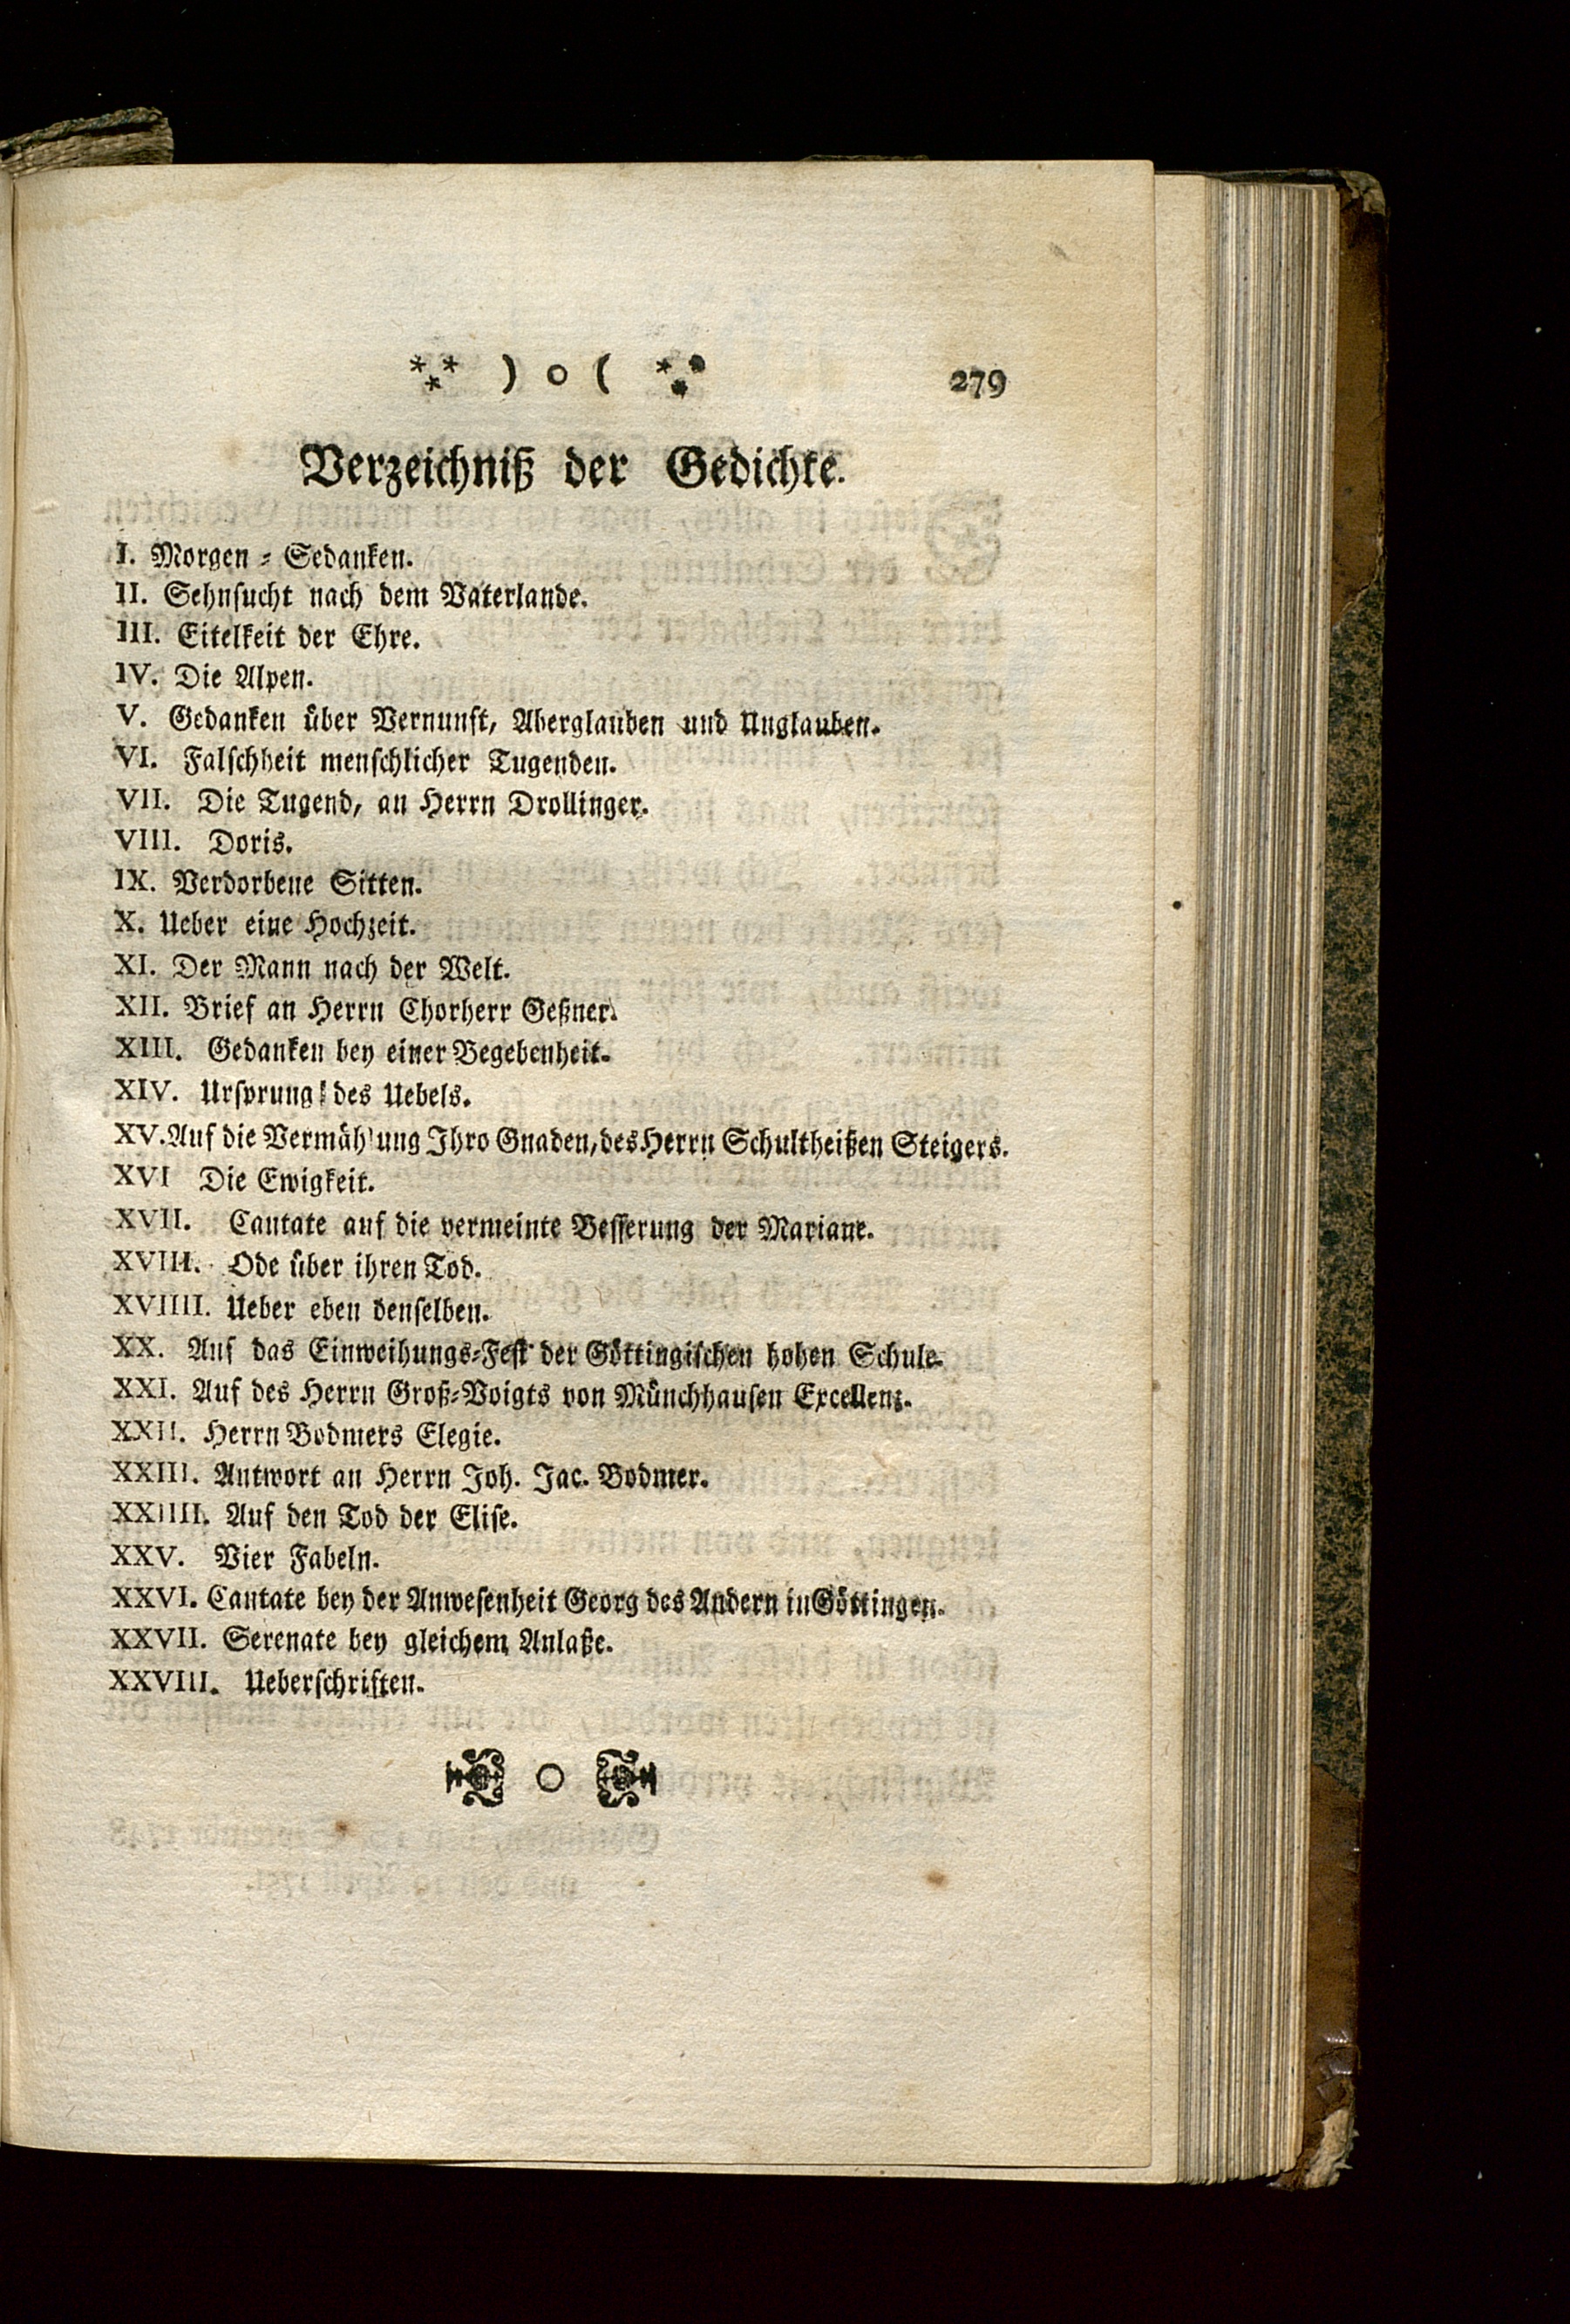 ** * ) o ( ** * 279
Verzeichniß der Gedichte.
I. Morgen-Gedanken.
II. Sehnsucht nach dem Vaterlande.
III. Eitelkeit der Ehre.
IV. Die Alpen.
V. Gedanken über Vernunft, Aberglauben und Unglauben.
VI. Falschheit menschlicher Tugenden.
VII. Die Tugend, an Herrn Drollinger.
VIII. Doris.
IX. Verdorbene Sitten.
X. Ueber eine Hochzeit.
XI. Der Mann nach der Welt.
XII. Brief an Herrn Chorherr Geßner.
XIII. Gedanken bey einer Begebenheit.
XIV. Ursprung des Uebels.
XV. Auf die Vermählung Ihro Gnaden, des Herrn Schultheißen Steigers.
XVI Die Ewigkeit.
XVII. Cantate auf die vermeinte Besserung der Mariane.
XVIII. Ode über ihren Tod.
XVIIII. Ueber eben denselben.
XX. Auf das Einweihungs-Fest der Göttingischen hohen Schule.
XXI. Auf des Herrn Groß-Voigts von Münchhausen Excellenz.
XXII. Herrn Bodmers Elegie.
XXIII. Antwort an Herrn Joh. Jac. Bodmer.
XXIIII. Auf den Tod der Elise.
XXV. Vier Fabeln.
XXVI. Cantate bey der Anwesenheit Georg des Andern in Göttingen.
XXVII. Serenate bey gleichem Anlaße.
XXVIII. Ueberschriften.